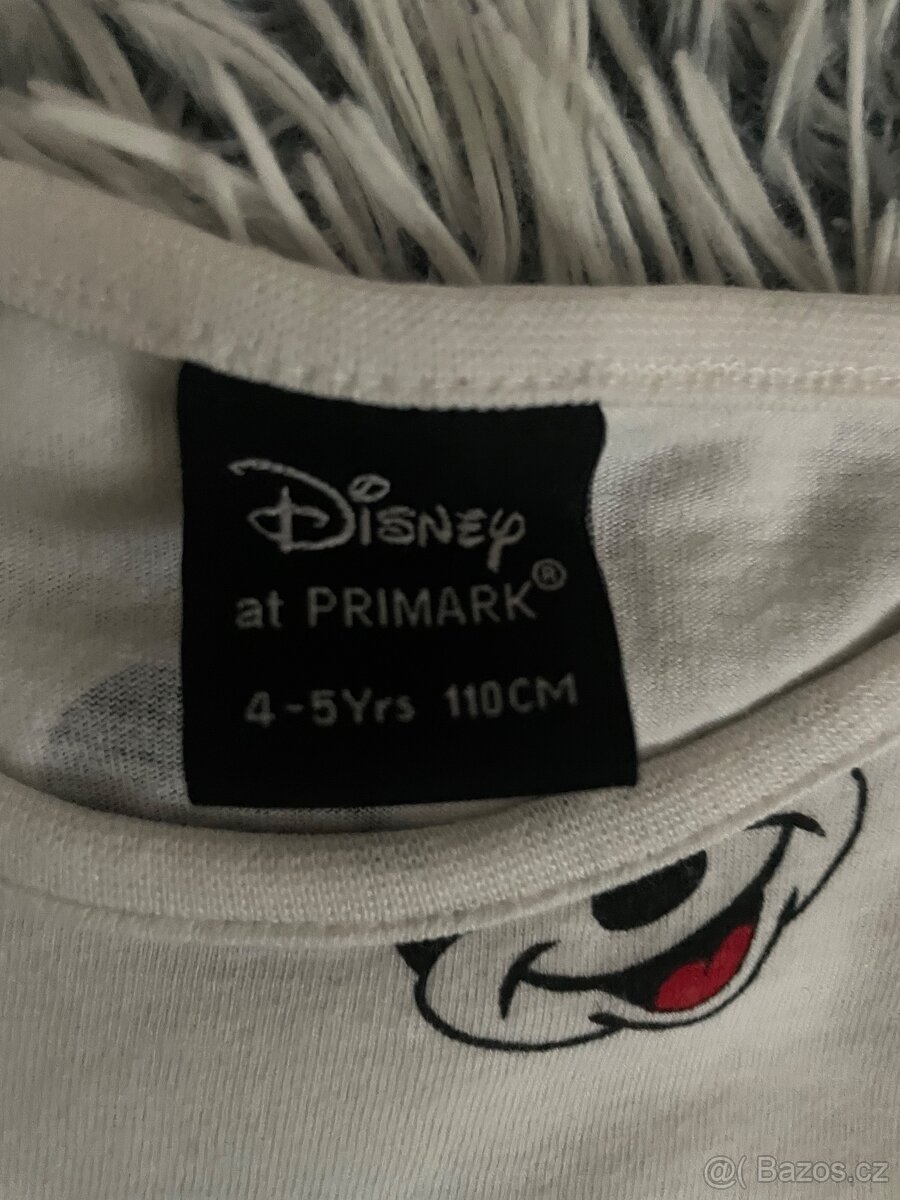 Disney
at PRIMARK®
4-5Yrs 110CM
@( Bazos.cz